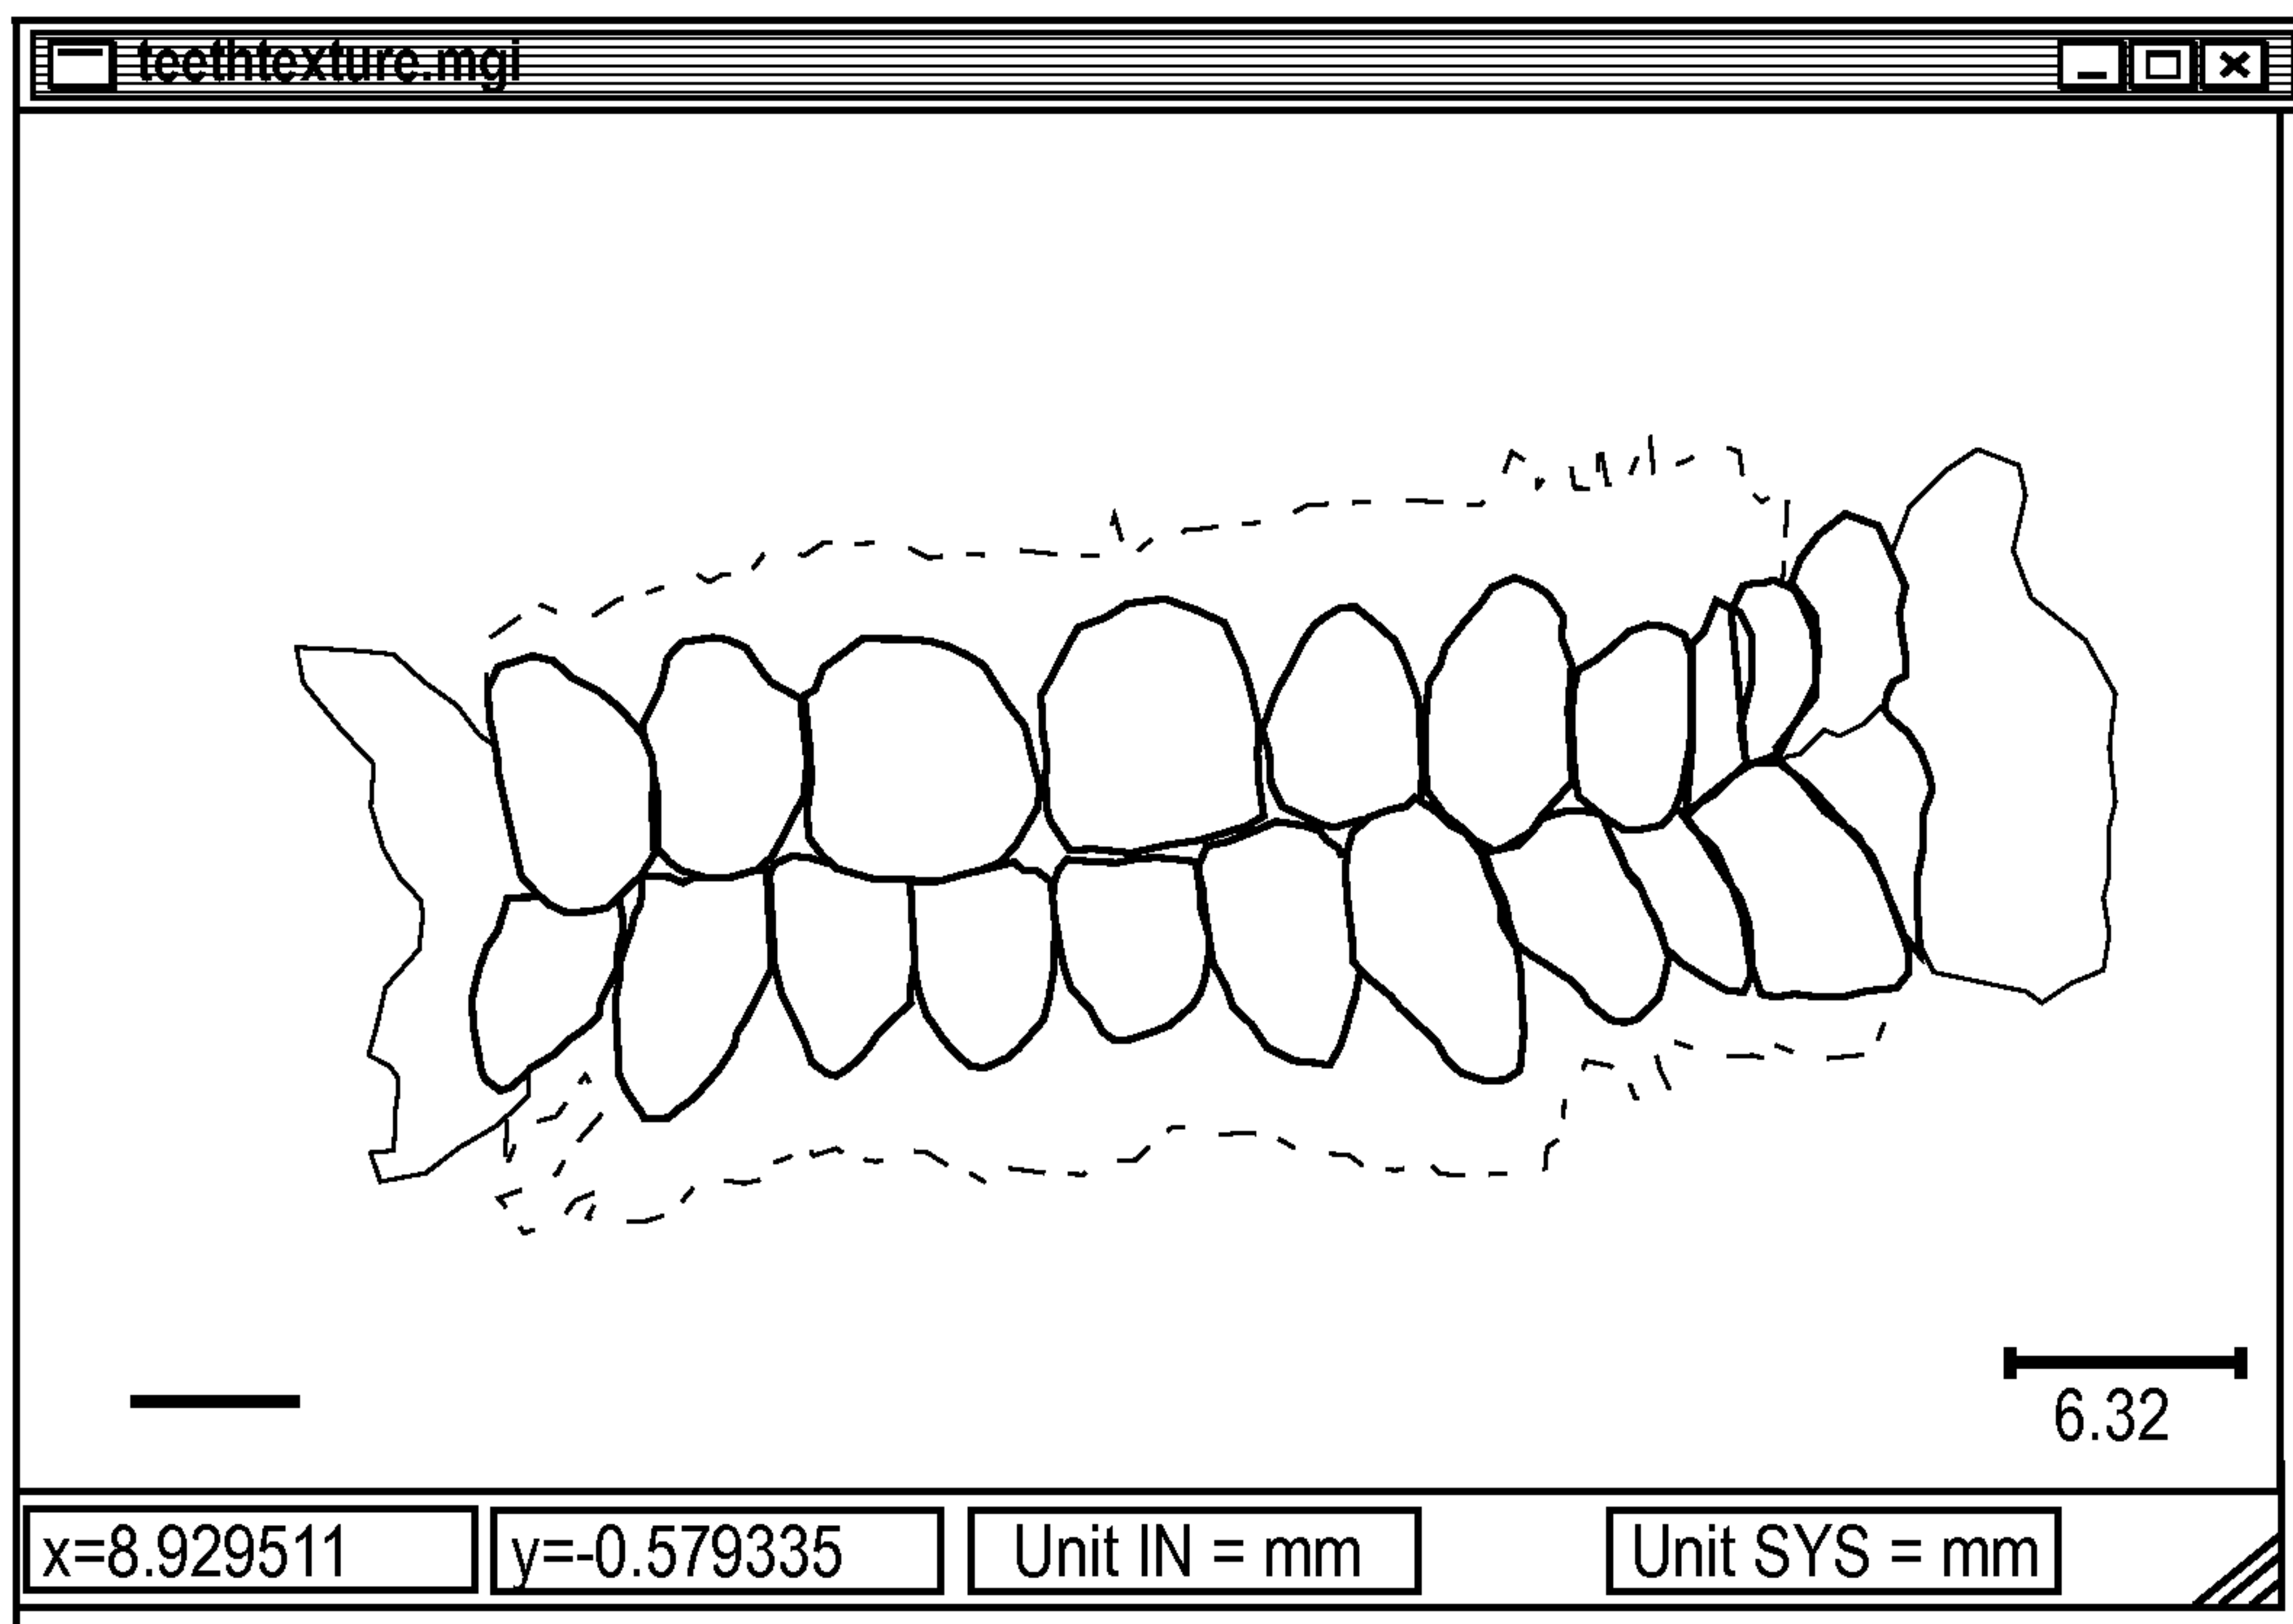 teethtexture.mgi
6.32
x=8.929511
y=-0.579335
Unit IN = mm
Unit SYS = mm